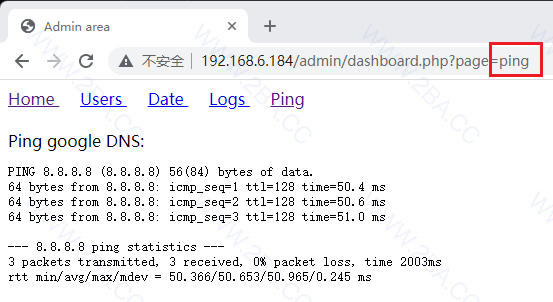 Admin area
不安全 192.168.6.184/admin/dashboard.php?page=ping
Home Users Date Logs Ping
Ping google DNS:
PING 8.8.8.8 (8.8.8.8) 56(84) bytes of data.
64 bytes from 8.8.8.8: icmp_seq=1 ttl=128 time=50.4 ms
64 bytes from 8.8.8.8: icmp_seq=2 ttl=128 time=50.6 ms
64 bytes from 8.8.8.8: icmp_seq=3 ttl=128 time=51.0 ms
--- 8.8.8.8 ping statistics ---
3 packets transmitted, 3 received, 0% packet loss, time 2003ms
rtt min/avg/max/mdev = 50.366/50.653/50.965/0.245 ms
WWW.2BA.CC